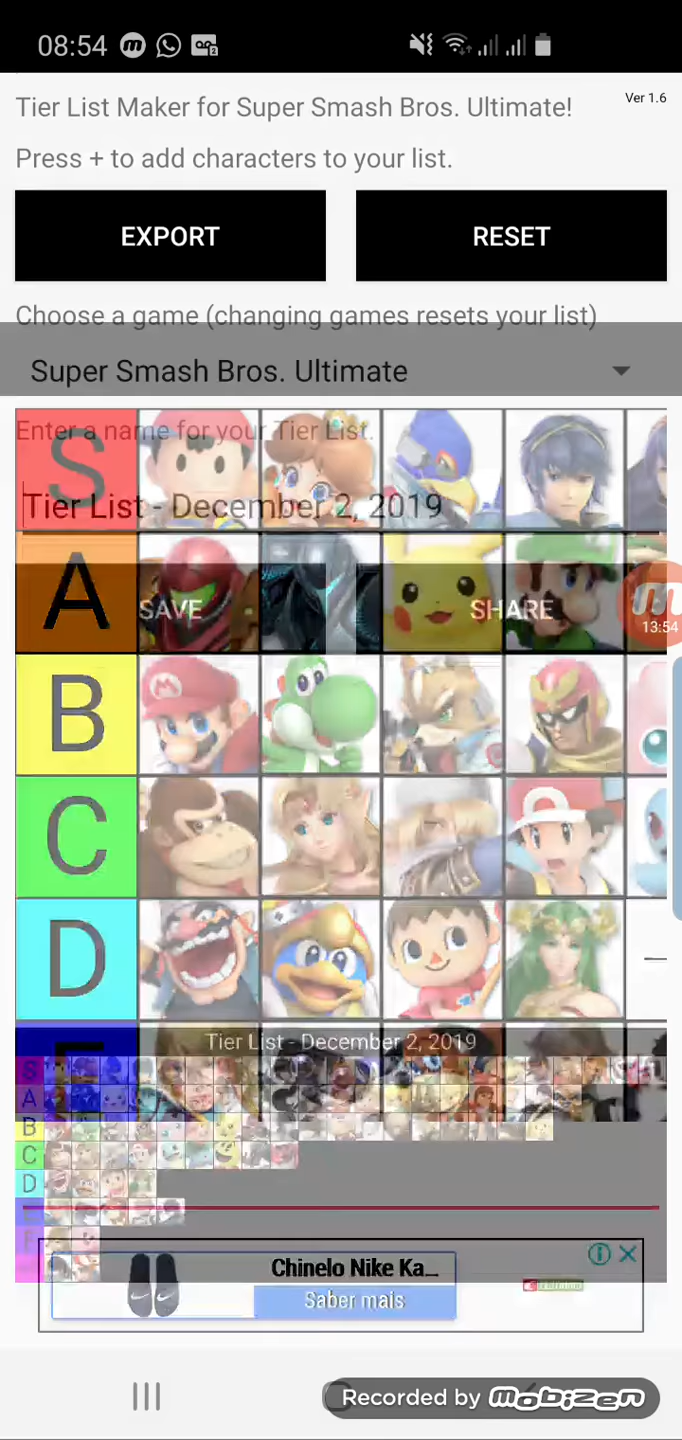 08:54
Tier List Maker for Super Smash Bros. Ultimate!
Ver 1.6
Press + to add characters to your list.
EXPORT
RESET
Choose a game (changing games resets your list)
Super Smash Bros. Ultimate
Enter a name for your Tier List.
S
Tier List - December 2, 2019
A
SAVE
SHARE
13:54
B
C
D
Tier List - December 2, 2019
S
A
B
C
D
F
Chinelo Nike Ka...
Saber mais
Recorded by mobizen